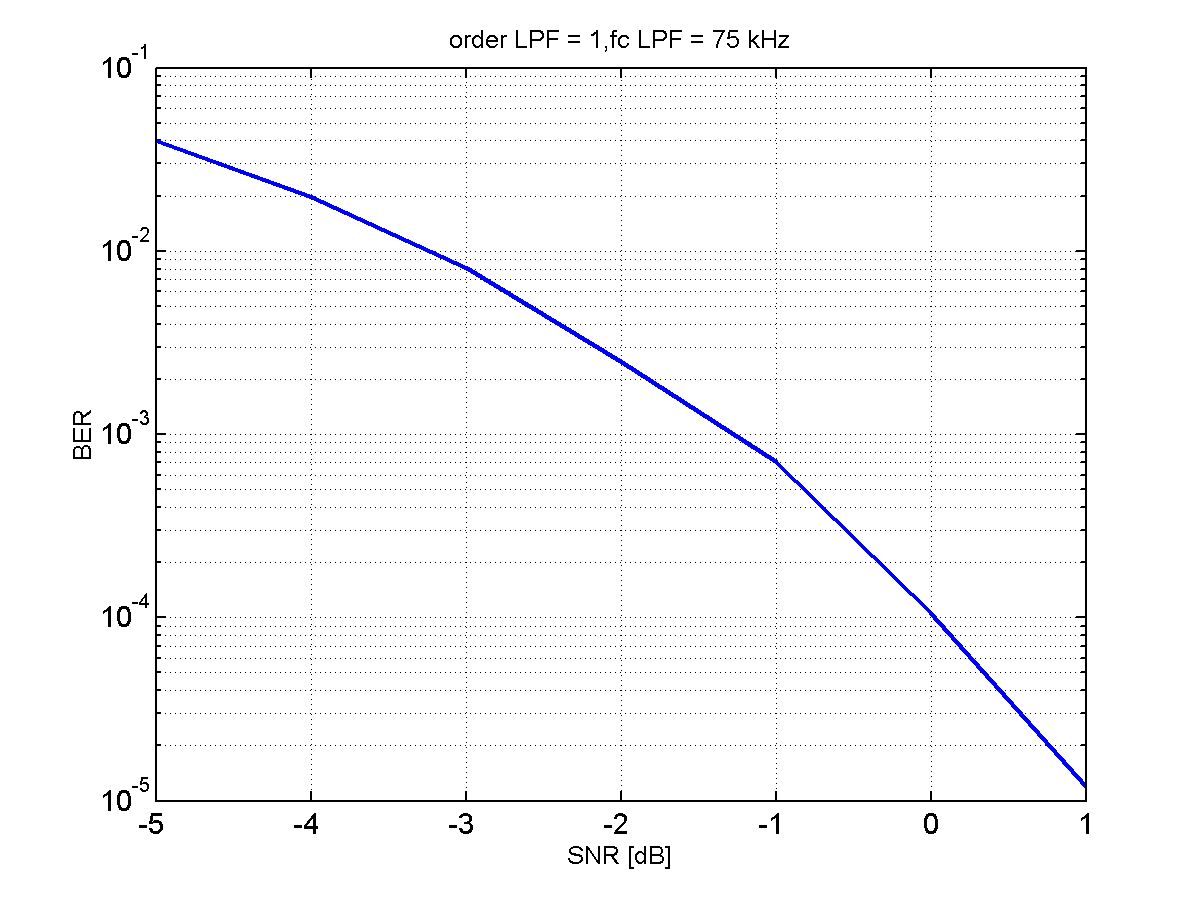 order LPF = 1,fc LPF = 75 kHz
10^-1
10^-2
10^-3
10^-4
10^-5
BER
-5 -4 -3 -2 -1 0 1
SNR [dB]